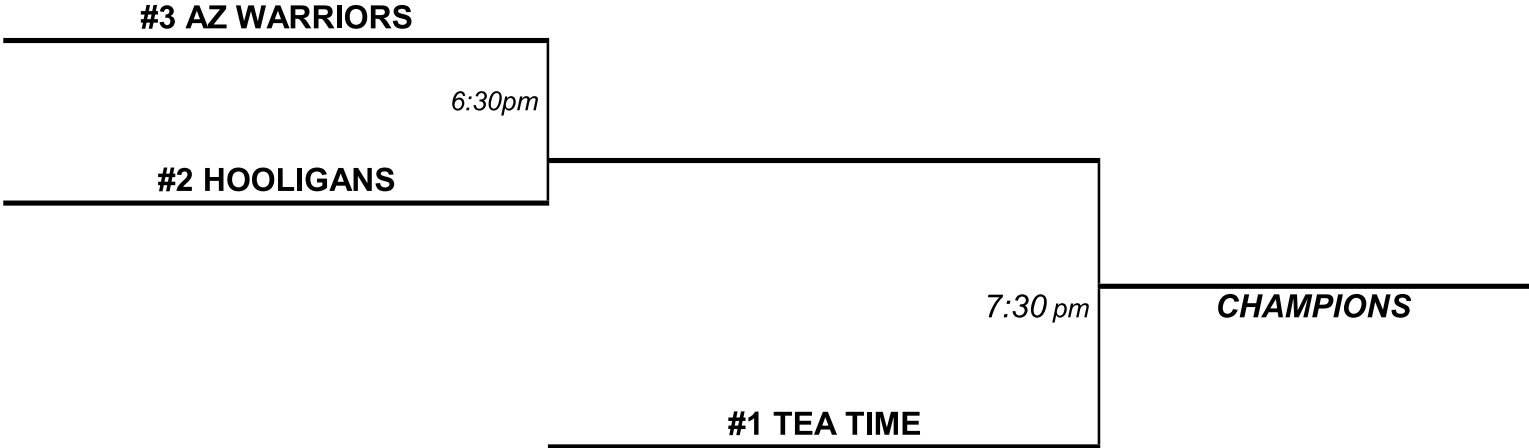 #3 AZ WARRIORS
6:30pm
#2 HOOLIGANS
7:30 pm
CHAMPIONS
#1 TEA TIME